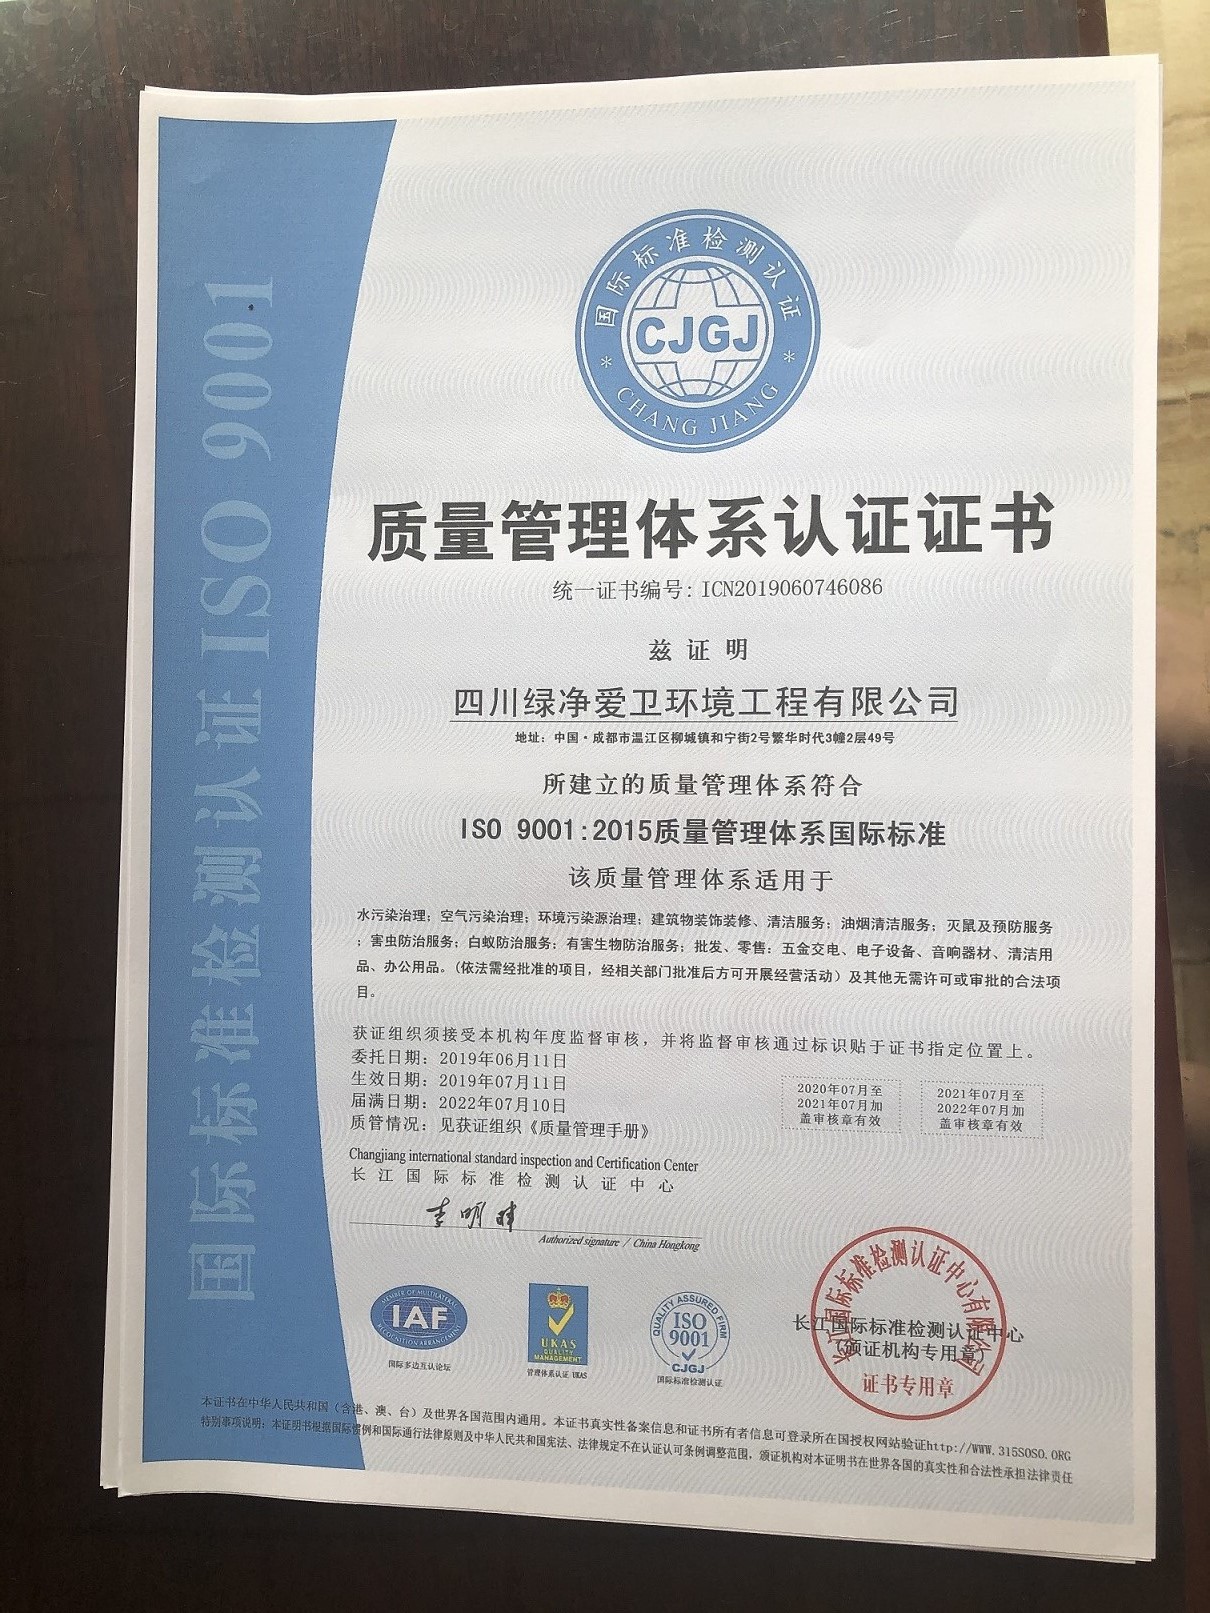 国际标准检测认证 ISO 9001
国际标准检测认证
CJGJ
CHANG JIANG
质量管理体系认证证书
统一证书编号: ICN2019060746086
兹证明
四川绿净爱卫环境工程有限公司
地址：中国·成都市温江区柳城镇和宁街2号繁华时代3幢2层49号
所建立的质量管理体系符合
ISO 9001:2015质量管理体系国际标准
该质量管理体系适用于
水污染治理；空气污染治理；环境污染源治理；建筑物装饰装修、清洁服务；油烟清洁服务；灭鼠及预防服务
；害虫防治服务；白蚁防治服务；有害生物防治服务；批发、零售：五金交电、电子设备、音响器材、清洁用
品、办公用品。（依法需经批准的项目，经相关部门批准后方可开展经营活动）及其他无需许可或审批的合法项
目。
获证组织须接受本机构年度监督审核，并将监督审核通过标识贴于证书指定位置上。
委托日期：2019年06月11日
生效日期：2019年07月11日
届满日期：2022年07月10日
质管情况：见获证组织《质量管理手册》
2020年07月至
2021年07月加
盖审核章有效
2021年07月至
2022年07月加
盖审核章有效
Changjiang international standard inspection and Certification Center
长江国际标准检测认证中心
李明
Authorized signature / China Hongkong
MEMBER OF MULTILATERAL
IAF
RECOGNITION ARRANGEMENT
国际多边互认论坛
UKAS
QUALITY
MANAGEMENT
管理体系认证 UKAS
QUALITY ASSURED FIRM
ISO
9001
CJGJ
国际标准检测认证
长江国际标准检测认证中心有限公司
长江国际标准检测认证中心
（颁证机构专用章）
证书专用章
本证书在中华人民共和国（含港、澳、台）及世界各国范围内通用。本证书真实性备案信息和证书所有者信息可登录所在国授权网站验证http://WWW.315SOSO.ORG
特别事项说明：本证明书根据国际惯例和国际通行法律原则及中华人民共和国宪法、法律规定不在认证认可条例调整范围，颁证机构对本证明书在世界各国的真实性和合法性承担法律责任